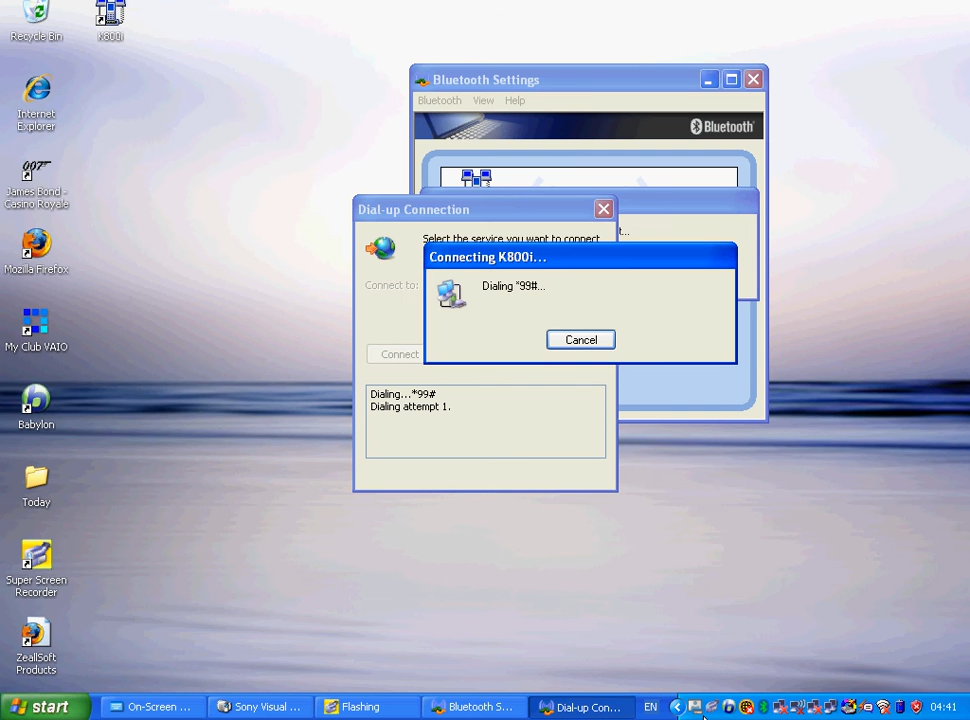 Recycle Bin
K800i
Internet
Explorer
007
James Bond -
Casino Royale
Mozilla Firefox
My Club VAIO
Babylon
Today
Super Screen
Recorder
ZeallSoft
Products
Bluetooth Settings
Bluetooth View Help
Bluetooth
Dial-up Connection
Select the service you want to connect
t...
Connect to:
Connect
Connecting K800i...
Dialing *99#...
Cancel
Dialing...*99#
Dialing attempt 1.
start
On-Screen ...
Sony Visual ...
Flashing
Bluetooth S...
Dial-up Con...
EN
04:41